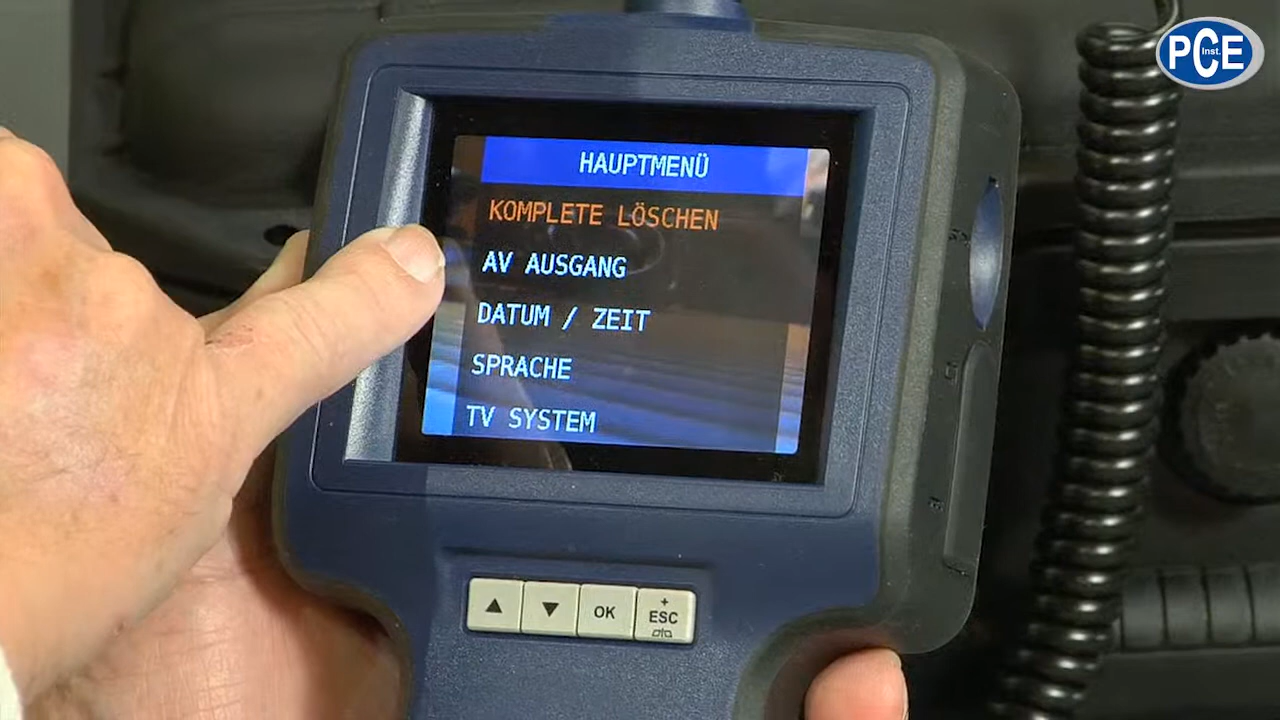 PCE
Inst.
HAUPTMENÜ
KOMPLETE LÖSCHEN
AV AUSGANG
DATUM / ZEIT
SPRACHE
TV SYSTEM
▲ ▼ OK + ESC